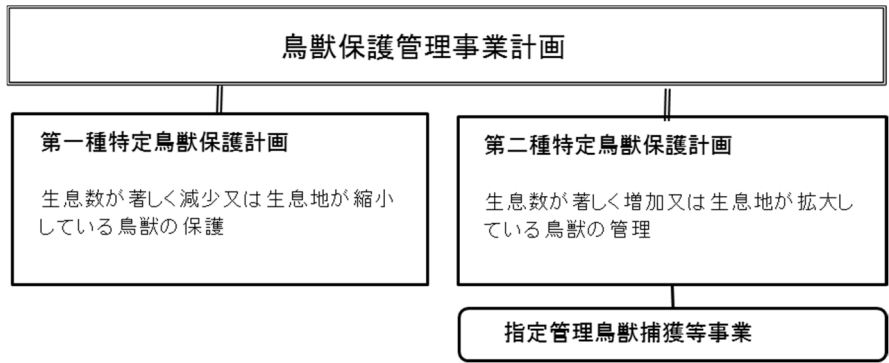 鳥獣保護管理事業計画
第一種特定鳥獣保護計画
生息数が著しく減少又は生息地が縮小
している鳥獣の保護
第二種特定鳥獣保護計画
生息数が著しく増加又は生息地が拡大し
ている鳥獣の管理
指定管理鳥獣捕獲等事業